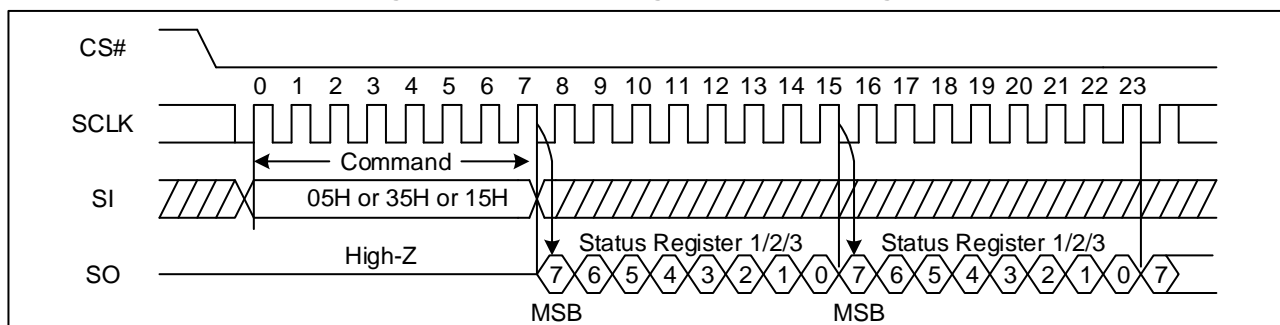 CS#
0 1 2 3 4 5 6 7 8 9 10 11 12 13 14 15 16 17 18 19 20 21 22 23
SCLK
Command
SI
05H or 35H or 15H
High-Z
Status Register 1/2/3
Status Register 1/2/3
SO
7 6 5 4 3 2 1 0 7 6 5 4 3 2 1 0 7
MSB
MSB